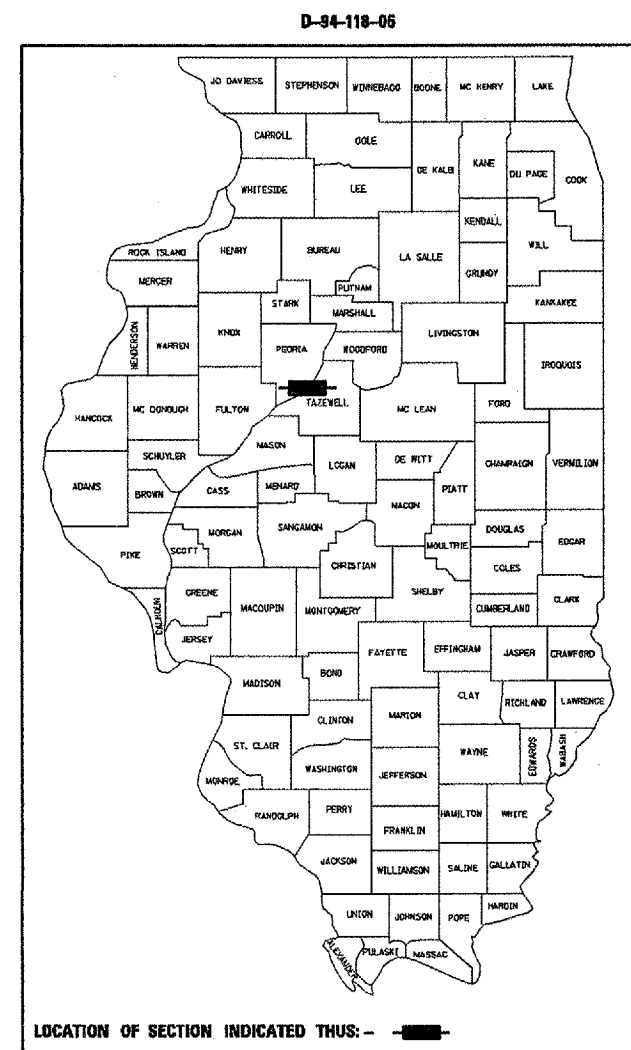 D-94-118-06
JO DAVIESS STEPHENSON WINNEBAGO BOONE MC HENRY LAKE
CARROLL OGLE
DE KALB KANE DU PAGE COOK
WHITESIDE LEE
KENDALL
ROCK ISLAND HENRY BUREAU LA SALLE WILL
GRUNDY
MERCER STARK PUTNAM KANKAKEE
MARSHALL
HENDERSON WARREN KNOX PEORIA WOODFORD LIVINGSTON
IROQUOIS
HANCOCK MC DONOUGH FULTON TAZEWELL MC LEAN FORD
MASON
SCHUYLER LOGAN DE WITT CHAMPAIGN VERMILION
ADAMS BROWN CASS MENARD PIATT
MACON
PIKE SCOTT MORGAN SANGAMON MOULTRIE DOUGLAS EDGAR
CHRISTIAN COLES
CALHOUN GREENE MACOUPIN MONTGOMERY SHELBY CUMBERLAND CLARK
JERSEY
FAYETTE EFFINGHAM JASPER CRAWFORD
MADISON BOND
CLAY RICHLAND LAWRENCE
CLINTON MARION
ST. CLAIR WAYNE EDWARDS WABASH
WASHINGTON JEFFERSON
MONROE
RANDOLPH PERRY HAMILTON WHITE
FRANKLIN
JACKSON WILLIAMSON SALINE GALLATIN
HARDIN
UNION JOHNSON POPE
ALEXANDER PULASKI MASSAC
LOCATION OF SECTION INDICATED THUS: -